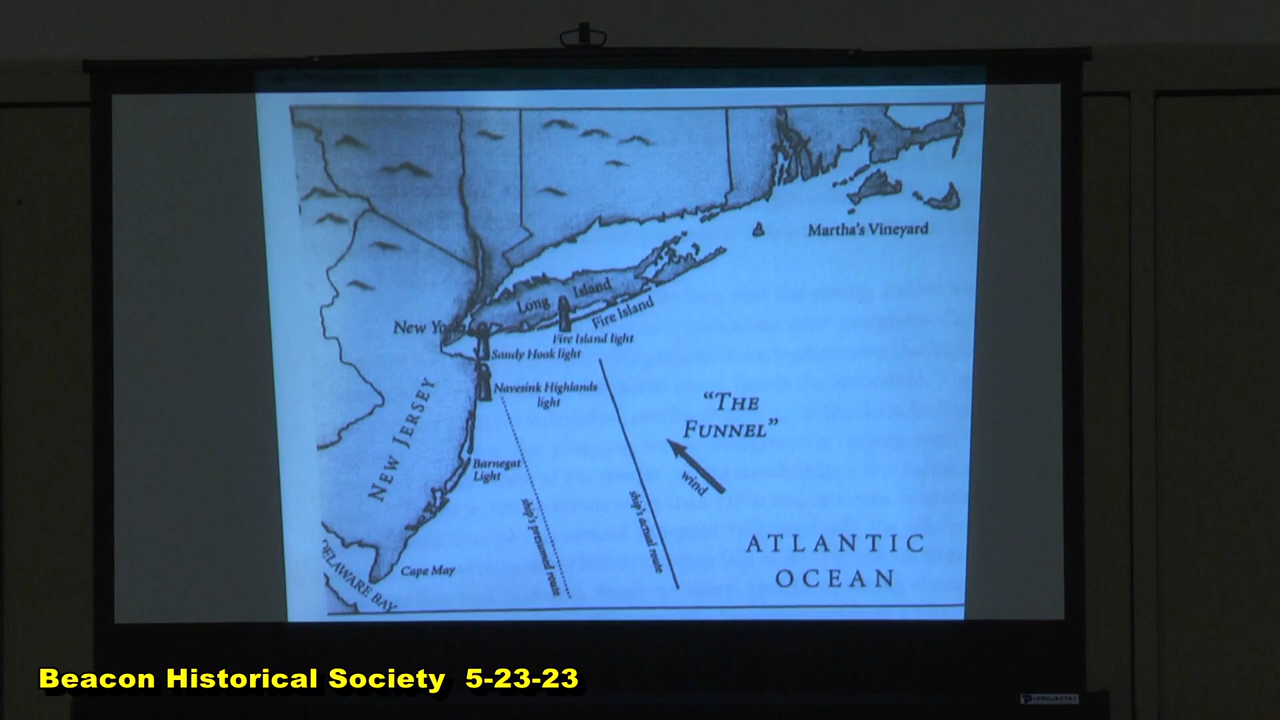 Martha's Vineyard
Long Island
Fire Island
New York
Fire Island light
Sandy Hook light
Navesink Highlands
light
"THE
FUNNEL"
wind
NEW JERSEY
Barnegat
Light
ship's presumed route
ship's actual route
ATLANTIC
OCEAN
Cape May
DELAWARE BAY
Beacon Historical Society 5-23-23